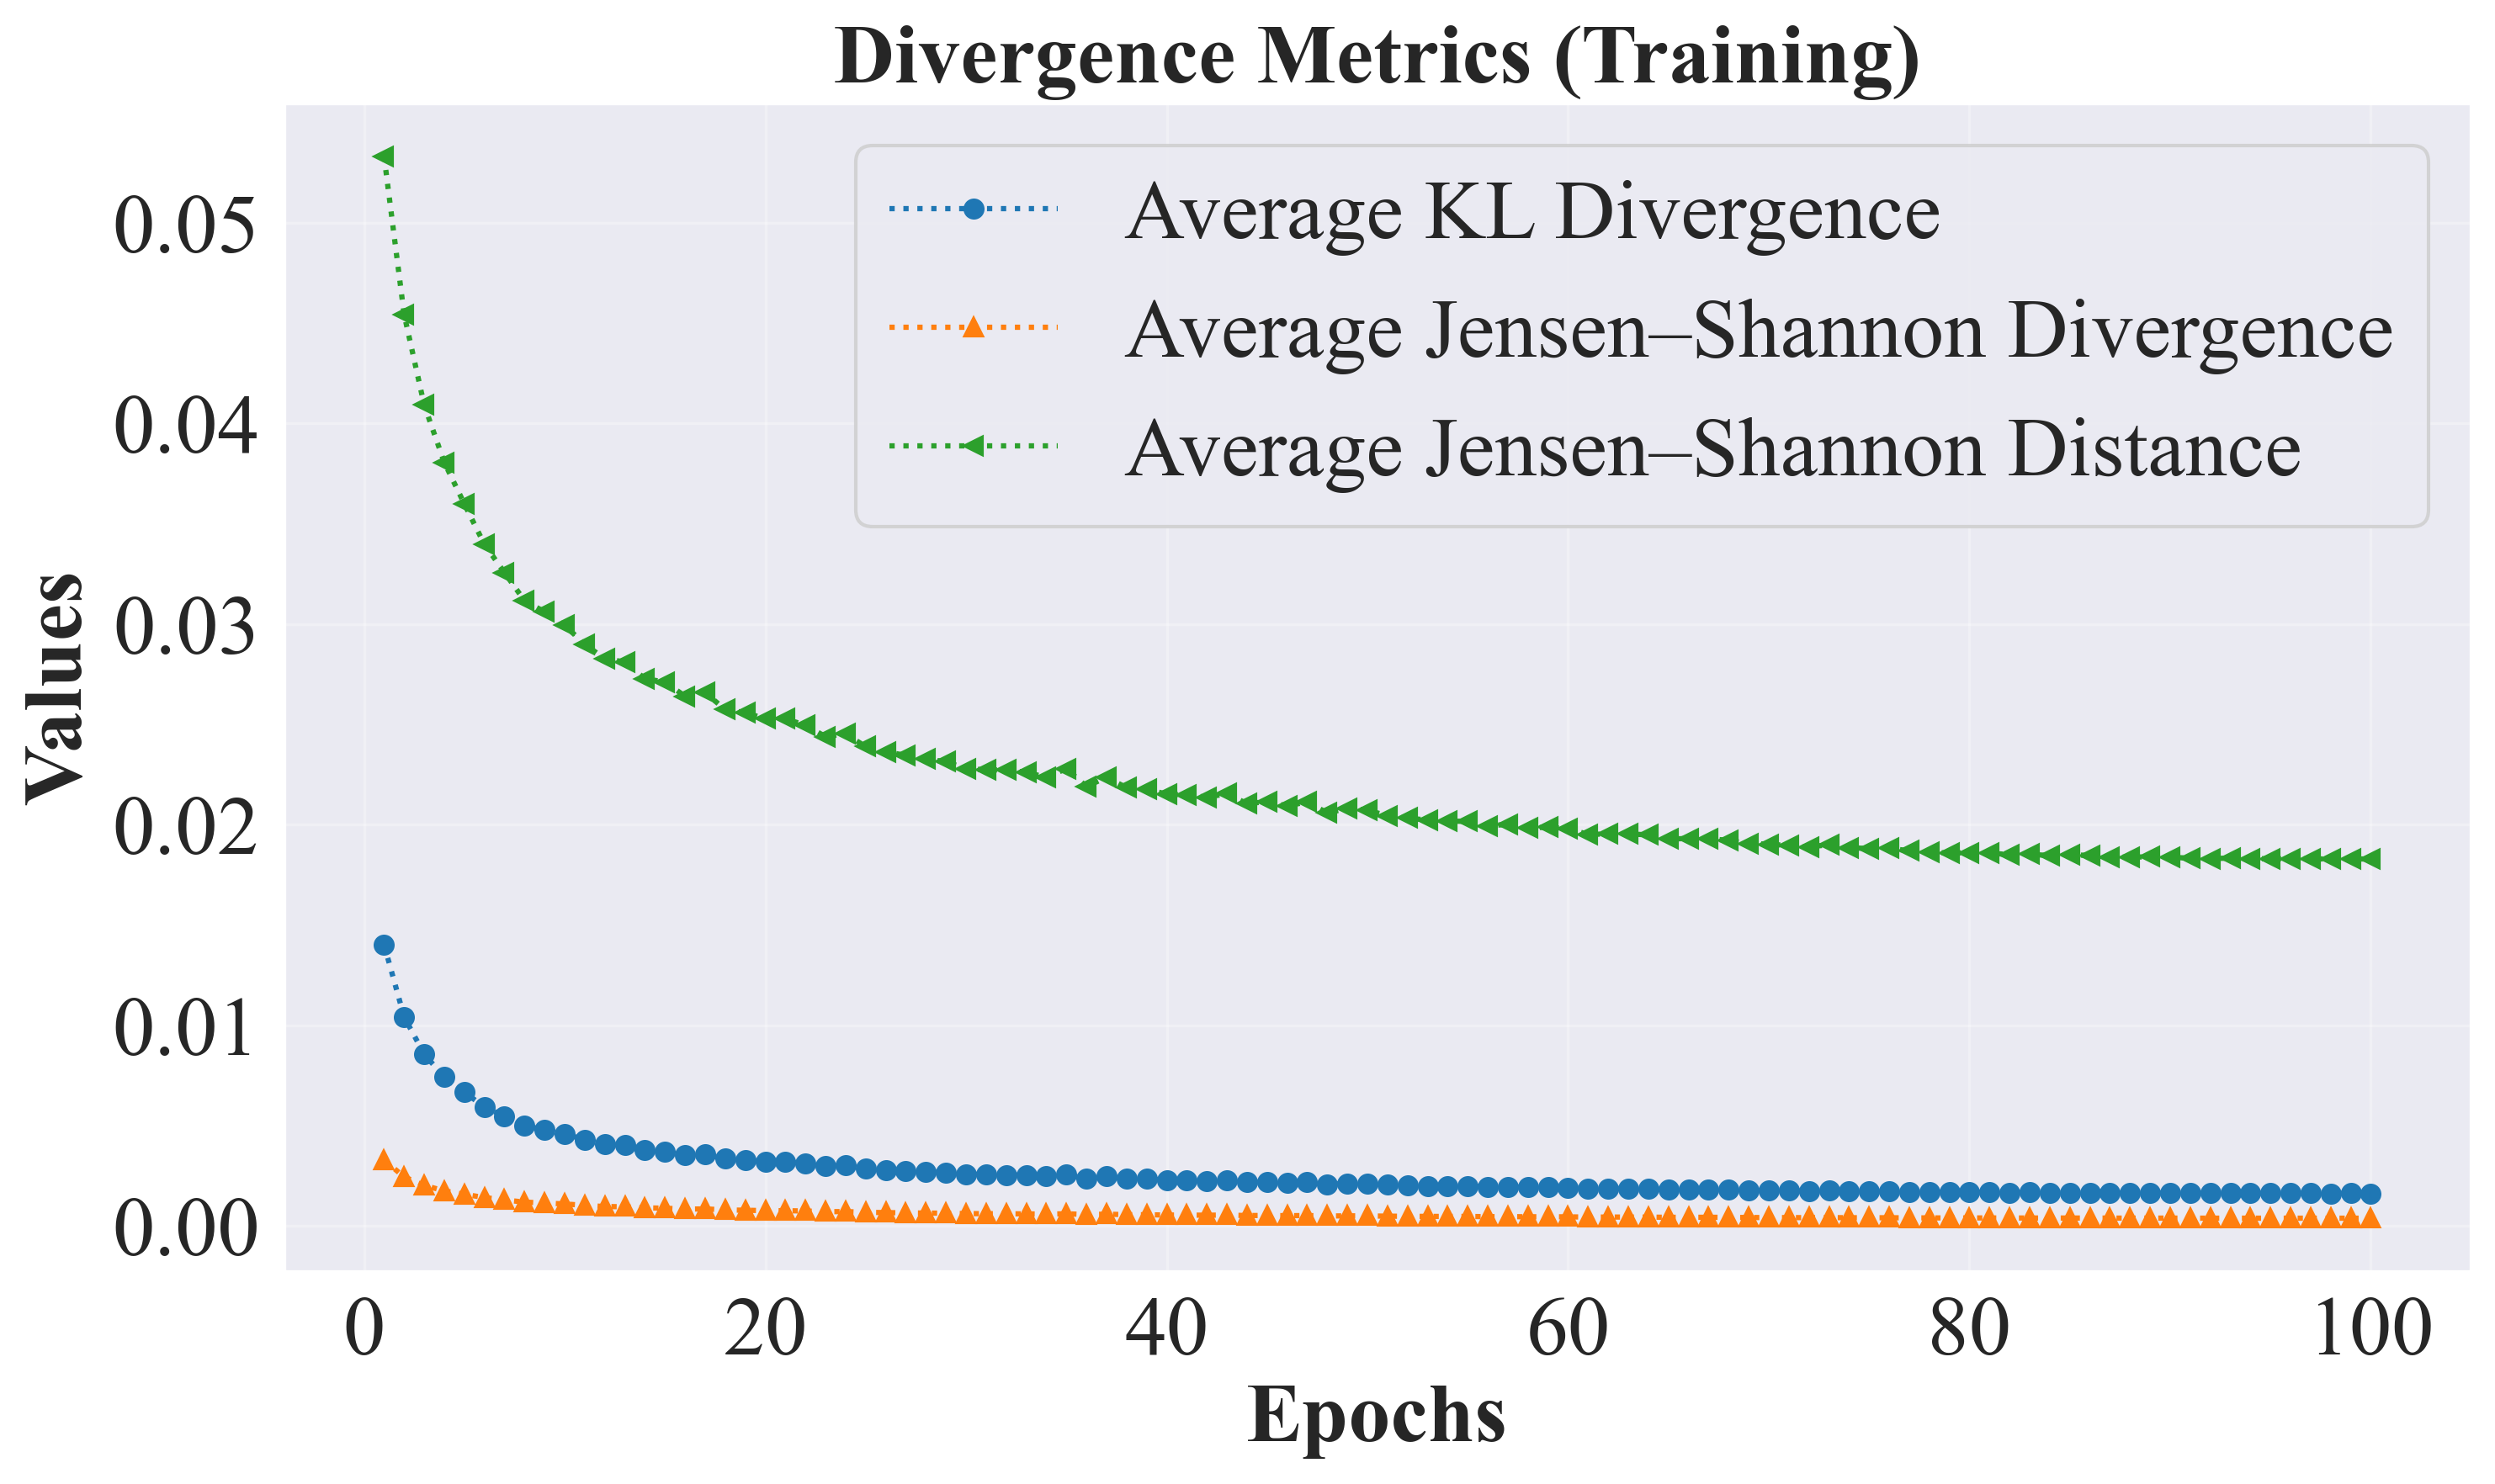 Divergence Metrics (Training)
Average KL Divergence
Average Jensen–Shannon Divergence
Average Jensen–Shannon Distance
Values
0.05
0.04
0.03
0.02
0.01
0.00
0 20 40 60 80 100
Epochs